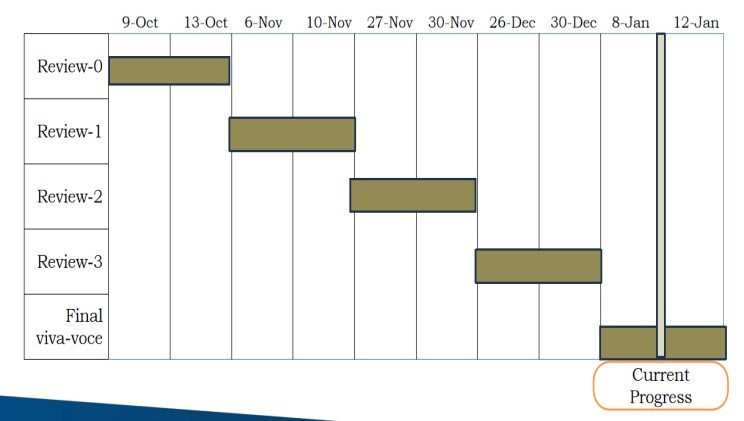 9-Oct 13-Oct 6-Nov 10-Nov 27-Nov 30-Nov 26-Dec 30-Dec 8-Jan 12-Jan
Review-0
Review-1
Review-2
Review-3
Final
viva-voce
Current
Progress